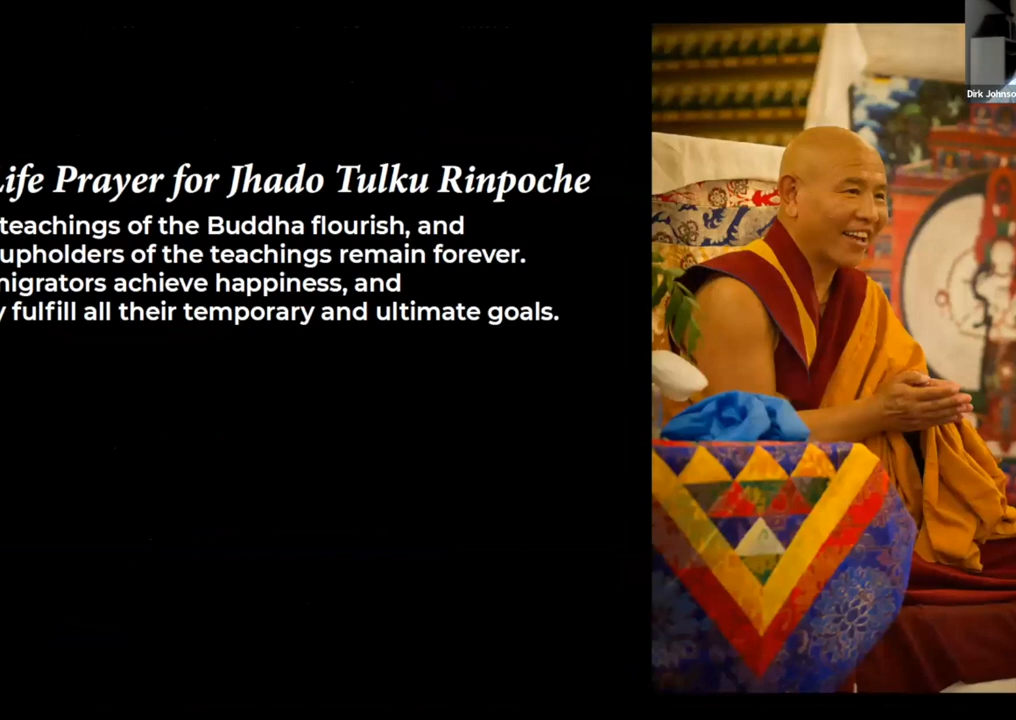 Life Prayer for Jhado Tulku Rinpoche
teachings of the Buddha flourish, and
upholders of the teachings remain forever.
migrators achieve happiness, and
fulfill all their temporary and ultimate goals.
Dirk Johnso